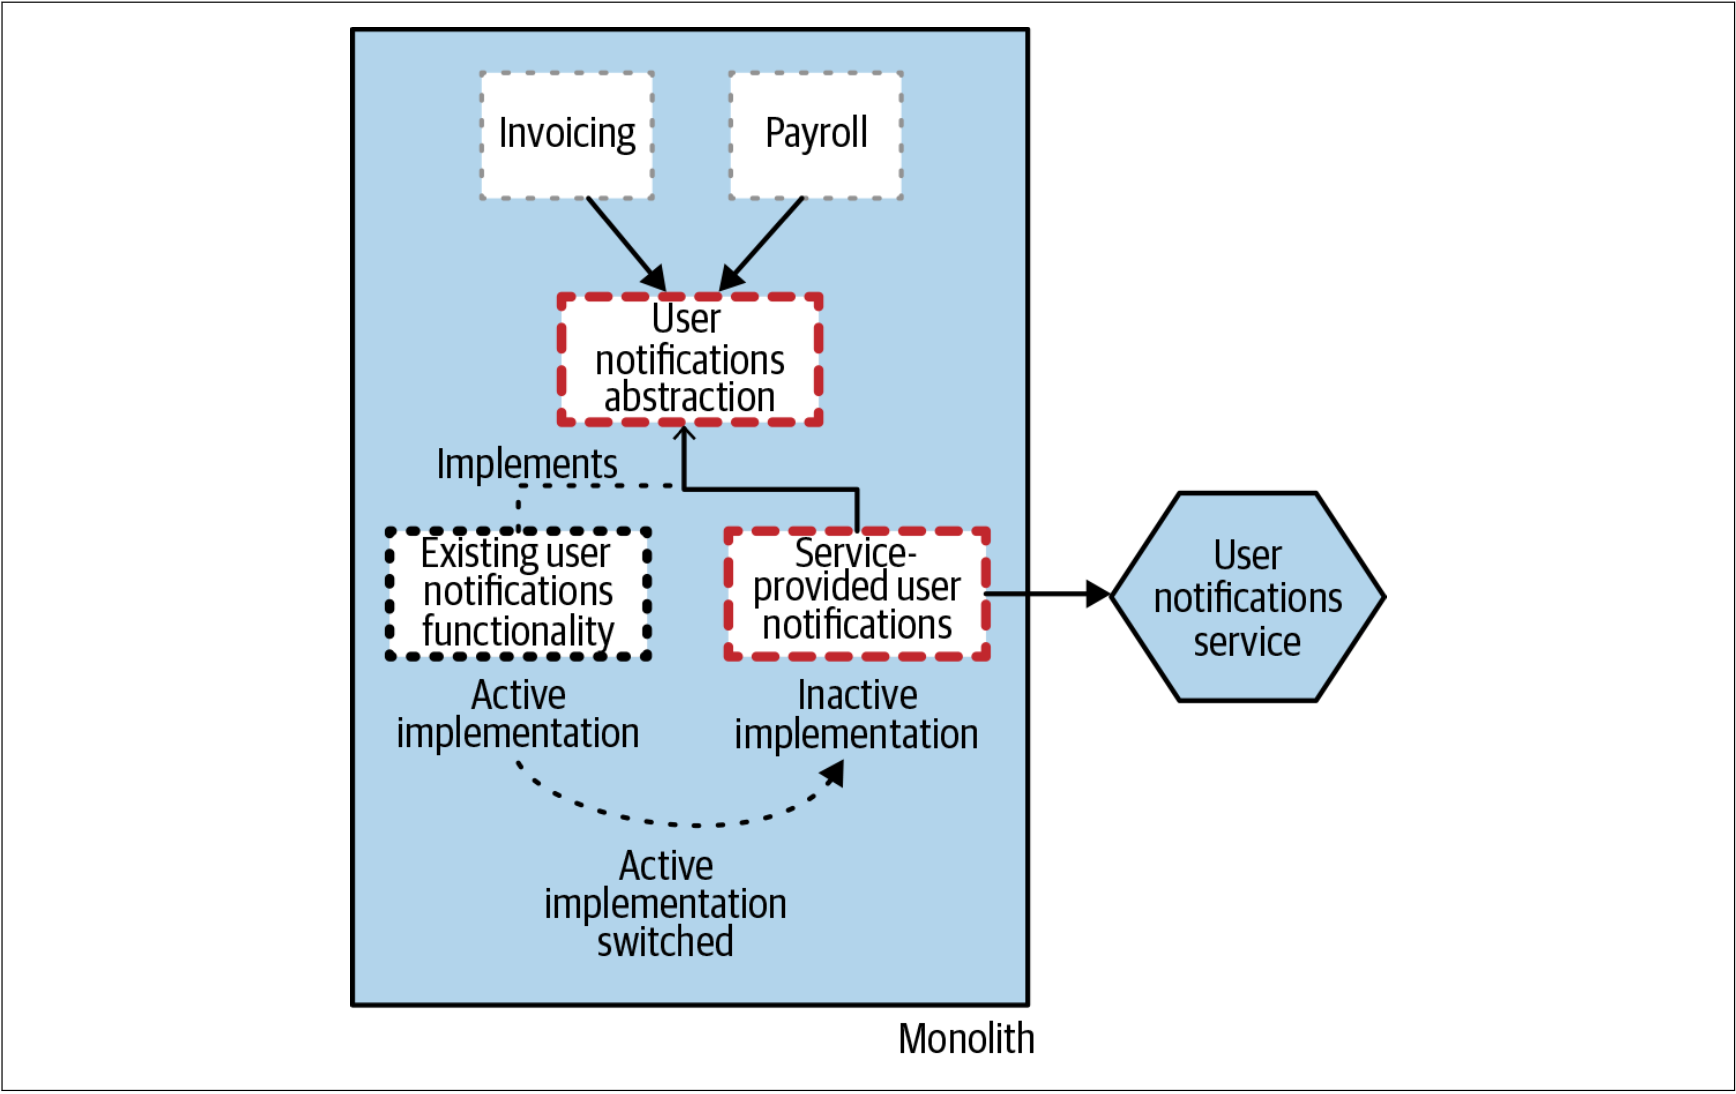 Invoicing
Payroll
User
notifications
abstraction
Implements
Existing user
notifications
functionality
Service-
provided user
notifications
User
notifications
service
Active
implementation
Inactive
implementation
Active
implementation
switched
Monolith